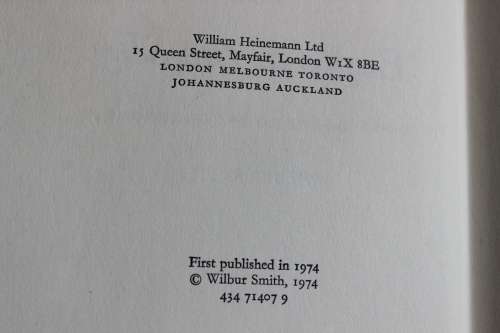 William Heinemann Ltd
15 Queen Street, Mayfair, London W1X 8BE
LONDON MELBOURNE TORONTO
JOHANNESBURG AUCKLAND
First published in 1974
© Wilbur Smith, 1974
434 71407 9